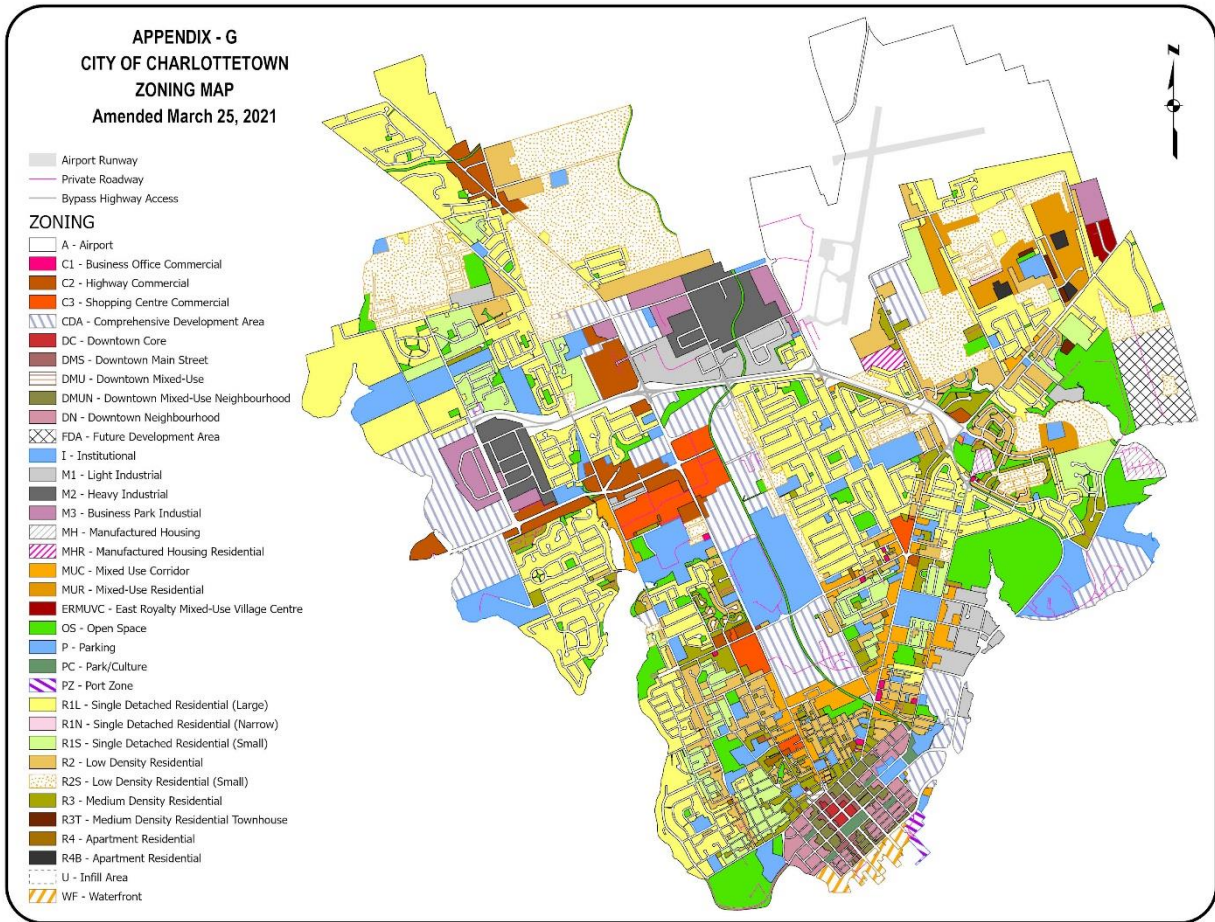 APPENDIX - G
CITY OF CHARLOTTETOWN
ZONING MAP
Amended March 25, 2021
N
Airport Runway
Private Roadway
Bypass Highway Access
ZONING
A - Airport
C1 - Business Office Commercial
C2 - Highway Commercial
C3 - Shopping Centre Commercial
CDA - Comprehensive Development Area
DC - Downtown Core
DMS - Downtown Main Street
DMU - Downtown Mixed-Use
DMUN - Downtown Mixed-Use Neighbourhood
DN - Downtown Neighbourhood
FDA - Future Development Area
I - Institutional
M1 - Light Industrial
M2 - Heavy Industrial
M3 - Business Park Industial
MH - Manufactured Housing
MHR - Manufactured Housing Residential
MUC - Mixed Use Corridor
MUR - Mixed-Use Residential
ERMUVC - East Royalty Mixed-Use Village Centre
OS - Open Space
P - Parking
PC - Park/Culture
PZ - Port Zone
R1L - Single Detached Residential (Large)
R1N - Single Detached Residential (Narrow)
R1S - Single Detached Residential (Small)
R2 - Low Density Residential
R2S - Low Density Residential (Small)
R3 - Medium Density Residential
R3T - Medium Density Residential Townhouse
R4 - Apartment Residential
R4B - Apartment Residential
U - Infill Area
WF - Waterfront